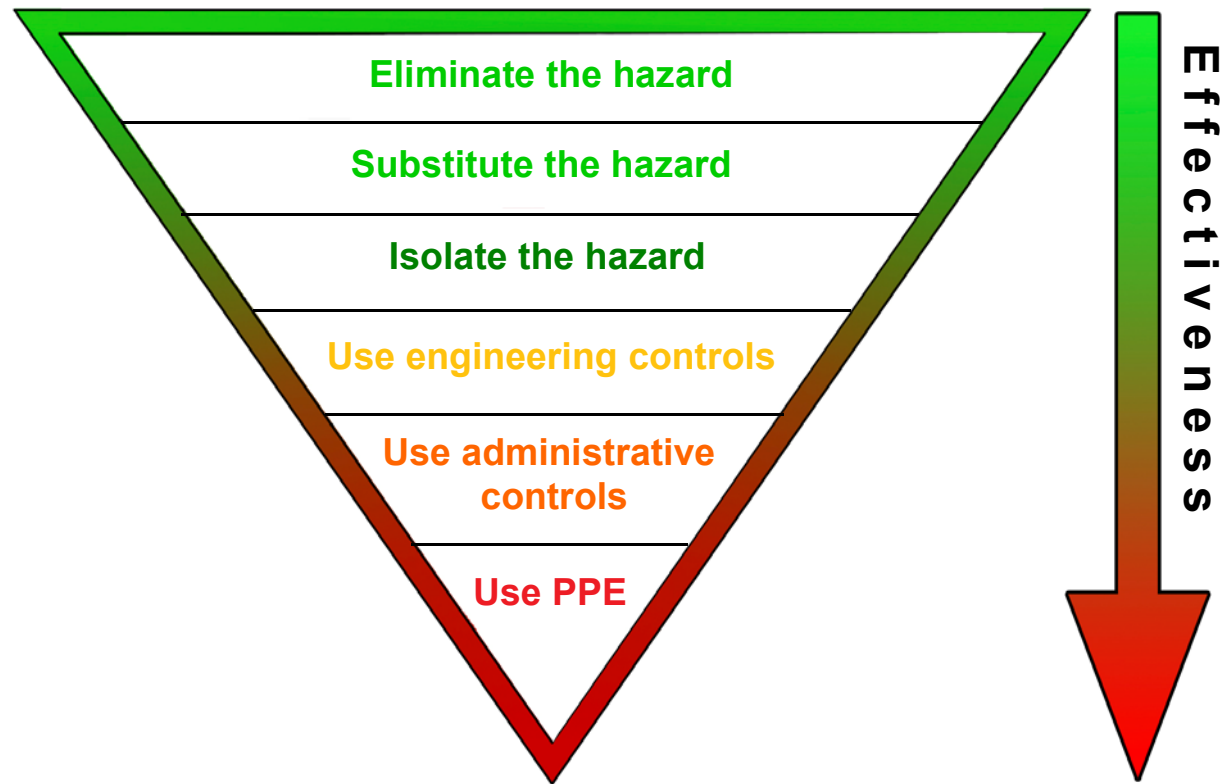 Eliminate the hazard
Substitute the hazard
Isolate the hazard
Use engineering controls
Use administrative
controls
Use PPE
Effectiveness